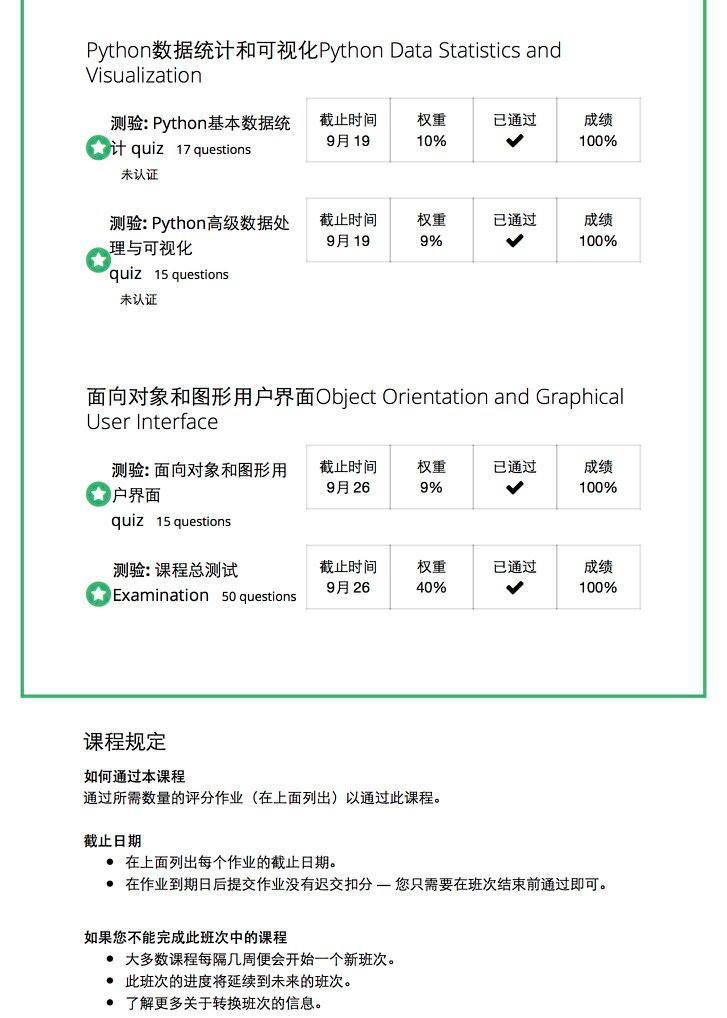 Python数据统计和可视化Python Data Statistics and
Visualization
测验: Python基本数据统
计 quiz 17 questions
未认证
截止时间 权重 已通过 成绩
9月 19 10% ✔ 100%
测验: Python高级数据处
理与可视化
quiz 15 questions
未认证
截止时间 权重 已通过 成绩
9月 19 9% ✔ 100%
面向对象和图形用户界面Object Orientation and Graphical
User Interface
测验: 面向对象和图形用
户界面
quiz 15 questions
截止时间 权重 已通过 成绩
9月 26 9% ✔ 100%
测验: 课程总测试
Examination 50 questions
截止时间 权重 已通过 成绩
9月 26 40% ✔ 100%
课程规定
如何通过本课程
通过所需数量的评分作业（在上面列出）以通过此课程。
截止日期
● 在上面列出每个作业的截止日期。
● 在作业到期日后提交作业没有迟交扣分 — 您只需要在班次结束前通过即可。
如果您不能完成此班次中的课程
● 大多数课程每隔几周便会开始一个新班次。
● 此班次的进度将延续到未来的班次。
● 了解更多关于转换班次的信息。